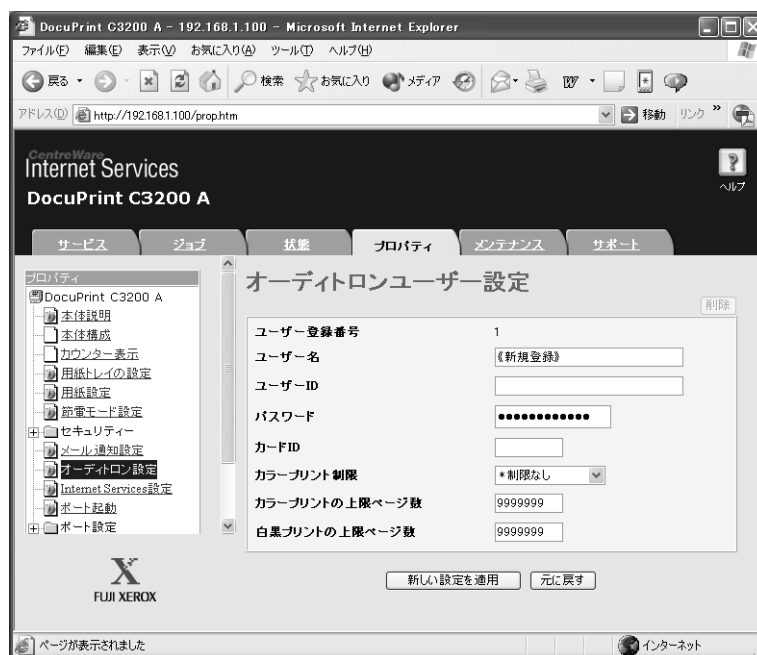 DocuPrint C3200 A - 192.168.1.100 - Microsoft Internet Explorer
ファイル(F) 編集(E) 表示(V) お気に入り(A) ツール(T) ヘルプ(H)
戻る 検索 お気に入り メディア
アドレス(D) http://192.168.1.100/prop.htm 移動 リンク »
CentreWare
Internet Services
DocuPrint C3200 A
ヘルプ
サービス ジョブ 状態 プロパティ メンテナンス サポート
プロパティ
DocuPrint C3200 A
本体説明
本体構成
カウンター表示
用紙トレイの設定
用紙設定
節電モード設定
セキュリティー
メール通知設定
オーディトロン設定
Internet Services設定
ポート起動
ポート設定
FUJI XEROX
オーディトロンユーザー設定
削除
ユーザー登録番号 1
ユーザー名 《新規登録》
ユーザーID
パスワード ●●●●●●●●●●●●
カードID
カラープリント制限 *制限なし
カラープリントの上限ページ数 9999999
白黒プリントの上限ページ数 9999999
新しい設定を適用 元に戻す
ページが表示されました インターネット